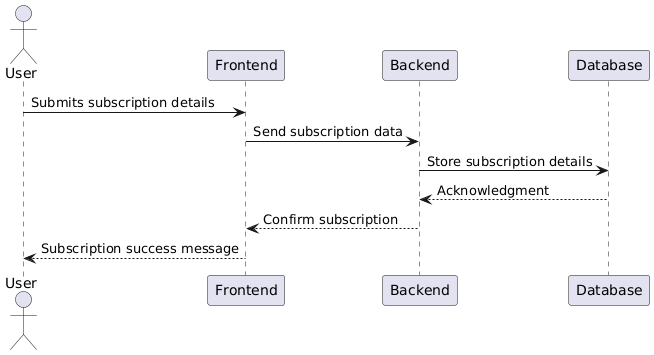 User
Frontend
Backend
Database
Submits subscription details
Send subscription data
Store subscription details
Acknowledgment
Confirm subscription
Subscription success message
User
Frontend
Backend
Database